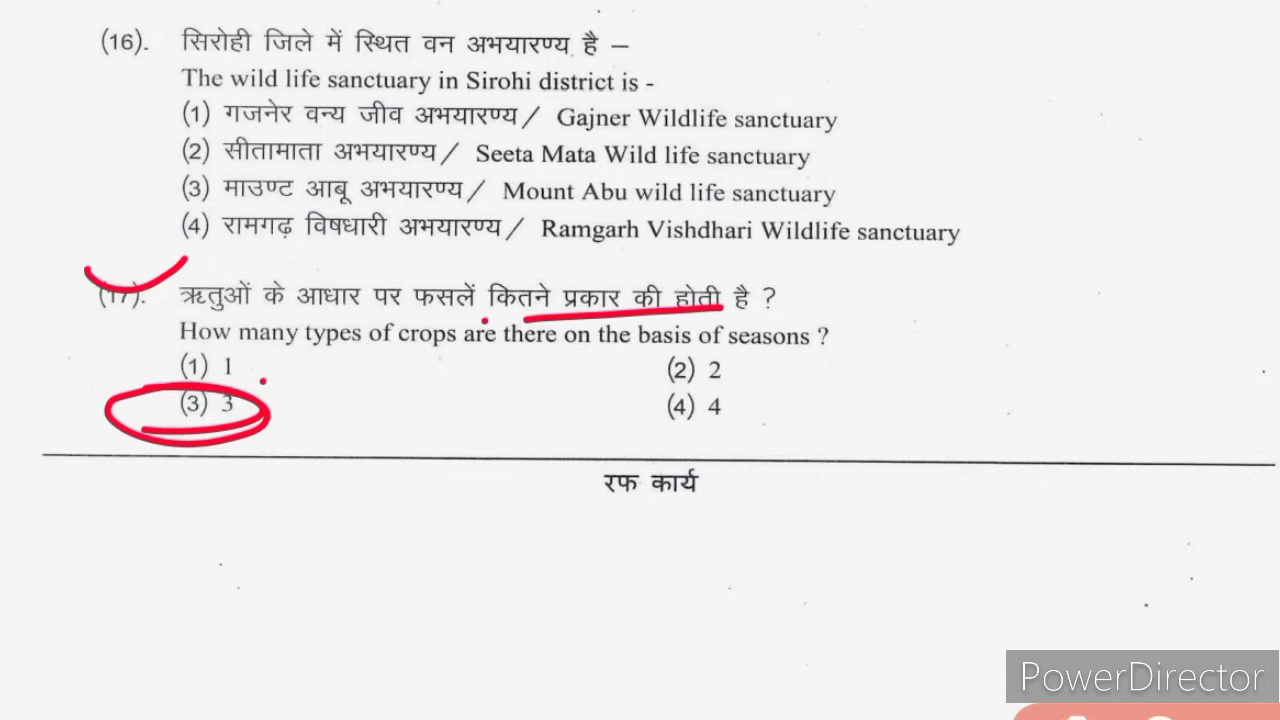 (16). सिरोही जिले में स्थित वन अभयारण्य है –
The wild life sanctuary in Sirohi district is -
(1) गजनेर वन्य जीव अभयारण्य / Gajner Wildlife sanctuary
(2) सीतामाता अभयारण्य / Seeta Mata Wild life sanctuary
(3) माउण्ट आबू अभयारण्य / Mount Abu wild life sanctuary
(4) रामगढ़ विषधारी अभयारण्य / Ramgarh Vishdhari Wildlife sanctuary
(17). ऋतुओं के आधार पर फसलें कितने प्रकार की होती है ?
How many types of crops are there on the basis of seasons ?
(1) 1 (2) 2
(3) 3 (4) 4
रफ कार्य
PowerDirector